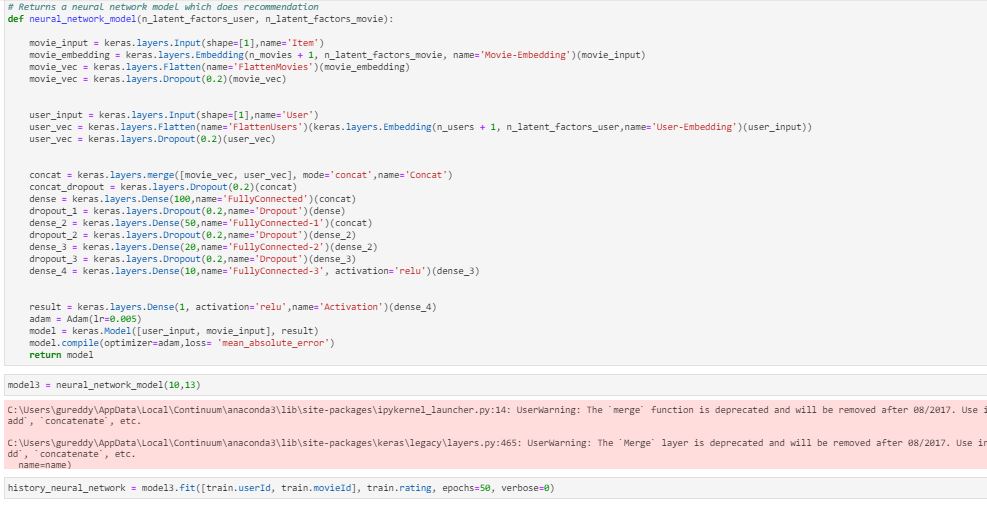 # Returns a neural network model which does recommendation
def neural_network_model(n_latent_factors_user, n_latent_factors_movie):
movie_input = keras.layers.Input(shape=[1],name='Item')
movie_embedding = keras.layers.Embedding(n_movies + 1, n_latent_factors_movie, name='Movie-Embedding')(movie_input)
movie_vec = keras.layers.Flatten(name='FlattenMovies')(movie_embedding)
movie_vec = keras.layers.Dropout(0.2)(movie_vec)
user_input = keras.layers.Input(shape=[1],name='User')
user_vec = keras.layers.Flatten(name='FlattenUsers')(keras.layers.Embedding(n_users + 1, n_latent_factors_user,name='User-Embedding')(user_input))
user_vec = keras.layers.Dropout(0.2)(user_vec)
concat = keras.layers.merge([movie_vec, user_vec], mode='concat',name='Concat')
concat_dropout = keras.layers.Dropout(0.2)(concat)
dense = keras.layers.Dense(100,name='FullyConnected')(concat)
dropout_1 = keras.layers.Dropout(0.2,name='Dropout')(dense)
dense_2 = keras.layers.Dense(50,name='FullyConnected-1')(concat)
dropout_2 = keras.layers.Dropout(0.2,name='Dropout')(dense_2)
dense_3 = keras.layers.Dense(20,name='FullyConnected-2')(dense_2)
dropout_3 = keras.layers.Dropout(0.2,name='Dropout')(dense_3)
dense_4 = keras.layers.Dense(10,name='FullyConnected-3', activation='relu')(dense_3)
result = keras.layers.Dense(1, activation='relu',name='Activation')(dense_4)
adam = Adam(lr=0.005)
model = keras.Model([user_input, movie_input], result)
model.compile(optimizer=adam,loss= 'mean_absolute_error')
return model
model3 = neural_network_model(10,13)
C:\Users\gureddy\AppData\Local\Continuum\anaconda3\lib\site-packages\ipykernel_launcher.py:14: UserWarning: The `merge` function is deprecated and will be removed after 08/2017. Use i
add`, `concatenate`, etc.
C:\Users\gureddy\AppData\Local\Continuum\anaconda3\lib\site-packages\keras\legacy\layers.py:465: UserWarning: The `Merge` layer is deprecated and will be removed after 08/2017. Use in
dd`, `concatenate`, etc.
name=name)
history_neural_network = model3.fit([train.userId, train.movieId], train.rating, epochs=50, verbose=0)